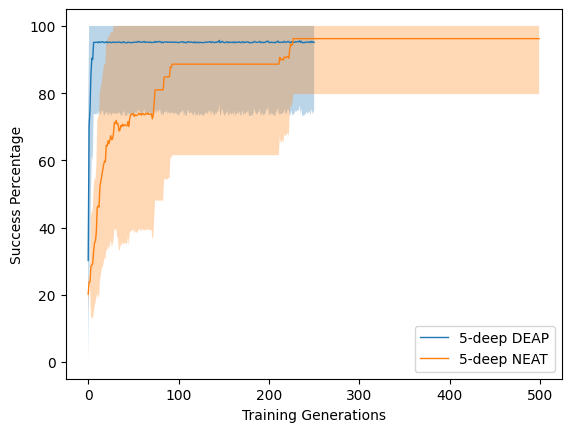 100
80
60
40
20
0
Success Percentage
0 100 200 300 400 500
Training Generations
5-deep DEAP
5-deep NEAT